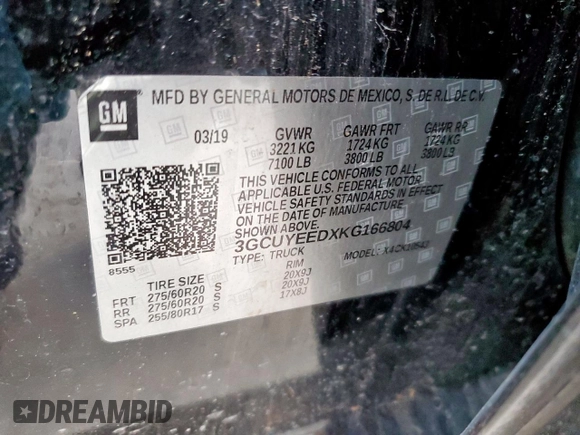 GM
MFD BY GENERAL MOTORS DE MEXICO, S. DE R.L. DE C.V.
03/19 GVWR GAWR FRT GAWR RR
3221 KG 1724 KG 1724 KG
7100 LB 3800 LB 3800 LB
THIS VEHICLE CONFORMS TO ALL
APPLICABLE U.S. FEDERAL MOTOR
VEHICLE SAFETY STANDARDS IN EFFECT
ON THE DATE OF MANUFACTURE SHOWN ABOVE.
3GCUYEEDXKG166804
8555
TYPE: TRUCK MODEL:
TIRE SIZE RIM
FRT 275/60R20 S 20X9J
RR 275/60R20 S 20X9J
SPA 255/80R17 S 17X8J
DREAMBID